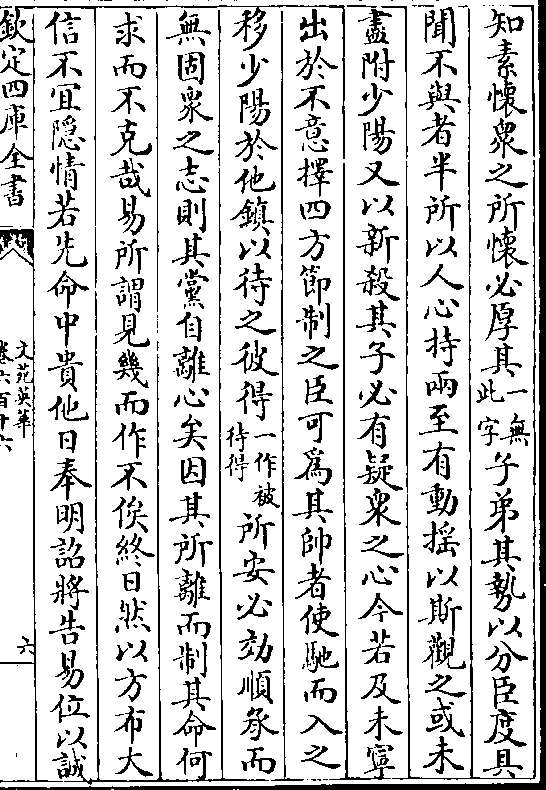 知素懷衆之所懷必厚其一無此字子弟其勢以分臣度其
聞不與者半所以人心持兩至有動揺以斯觀之或未
盡附少陽又以新殺其子必有疑衆之心今若及未寧
出於不意擇四方節制之臣可為其帥者使馳而入之
移少陽於他鎮以待之彼得一作被待得所安必効順承而
無固衆之志則其黨自離心矣因其所離而制其命何
求而不克哉易所謂見幾而作不俟終日然以方布大
信不宜隠情若先命中貴他日奉明詔將告易位以誠
欽定四庫全書
文苑英華
卷六百十六
六